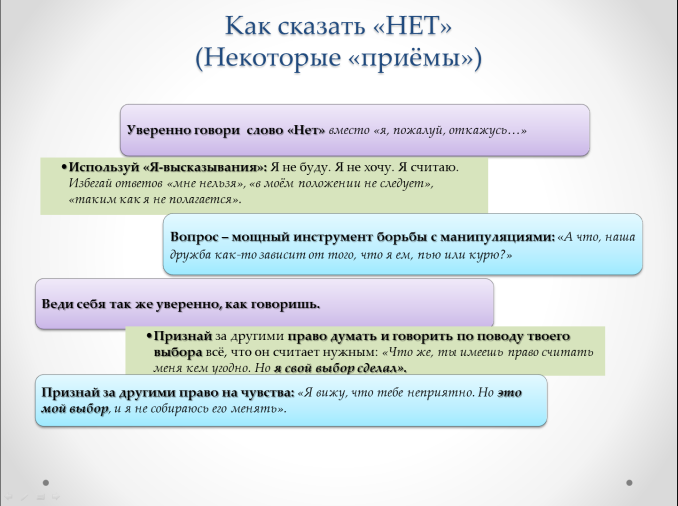 Как сказать «НЕТ»
(Некоторые «приёмы»)
Уверенно говори слово «Нет» вместо «я, пожалуй, откажусь…»
•Используй «Я-высказывания»: Я не буду. Я не хочу. Я считаю.
Избегай ответов «мне нельзя», «в моём положении не следует»,
«таким как я не полагается».
Вопрос – мощный инструмент борьбы с манипуляциями: «А что, наша
дружба как-то зависит от того, что я ем, пью или курю?»
Веди себя так же уверенно, как говоришь.
•Признай за другими право думать и говорить по поводу твоего
выбора всё, что он считает нужным: «Что же, ты имеешь право считать
меня кем угодно. Но я свой выбор сделал».
Признай за другими право на чувства: «Я вижу, что тебе неприятно. Но это
мой выбор, и я не собираюсь его менять».